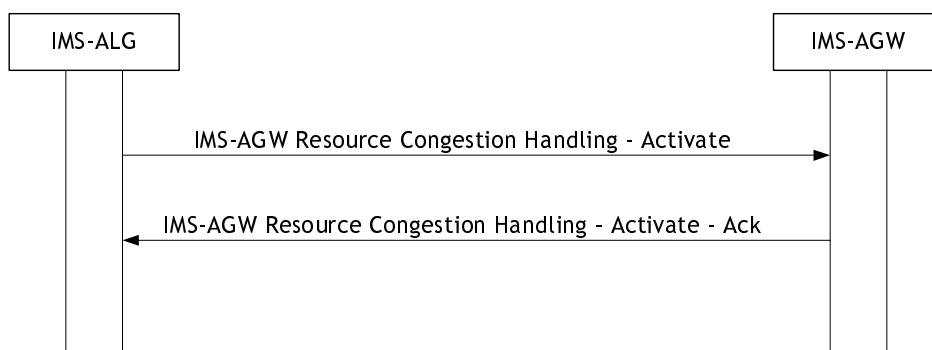 IMS-ALG
IMS-AGW
IMS-AGW Resource Congestion Handling - Activate
IMS-AGW Resource Congestion Handling – Activate - Ack